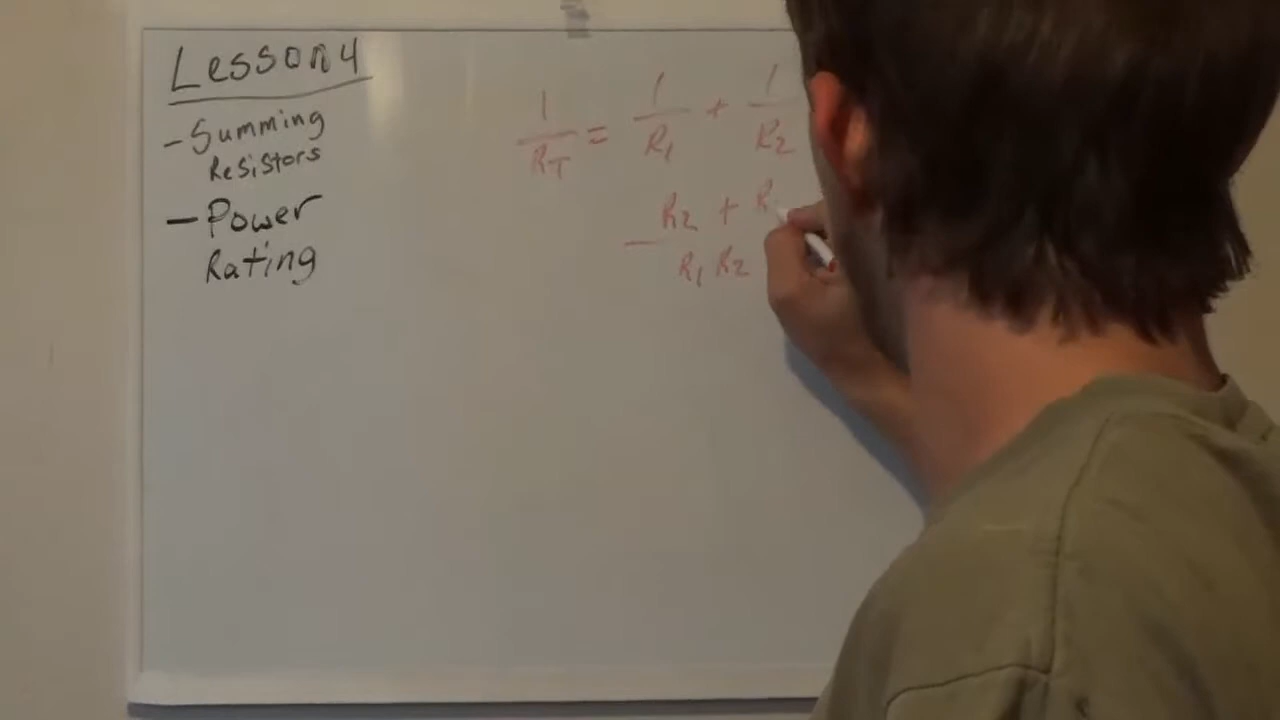 Lesson 4
- Summing
Resistors
- Power
Rating
1/RT = 1/R1 + 1/R2
R2 + R
R1 R2